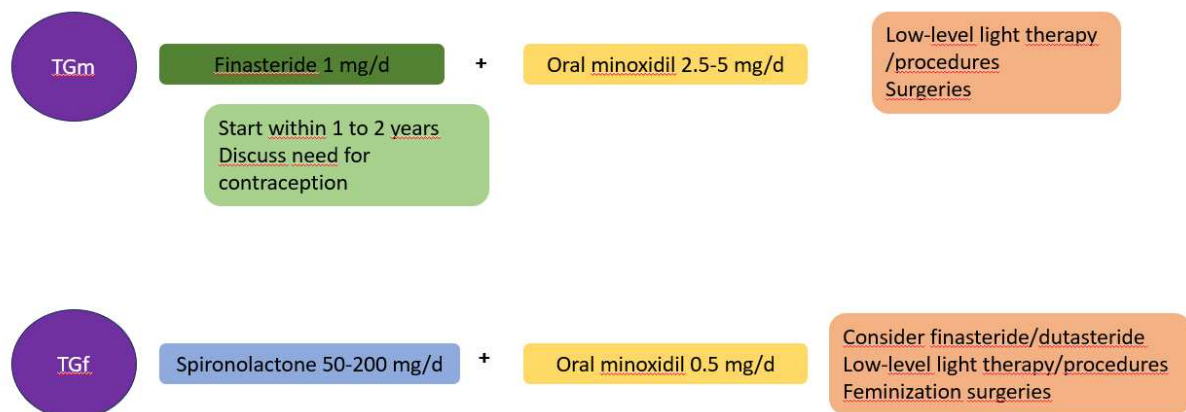 TGm
Finasteride 1 mg/d
+
Oral minoxidil 2.5-5 mg/d
Low-level light therapy
/procedures
Surgeries
Start within 1 to 2 years
Discuss need for
contraception
TGf
Spironolactone 50-200 mg/d
+
Oral minoxidil 0.5 mg/d
Consider finasteride/dutasteride
Low-level light therapy/procedures
Feminization surgeries